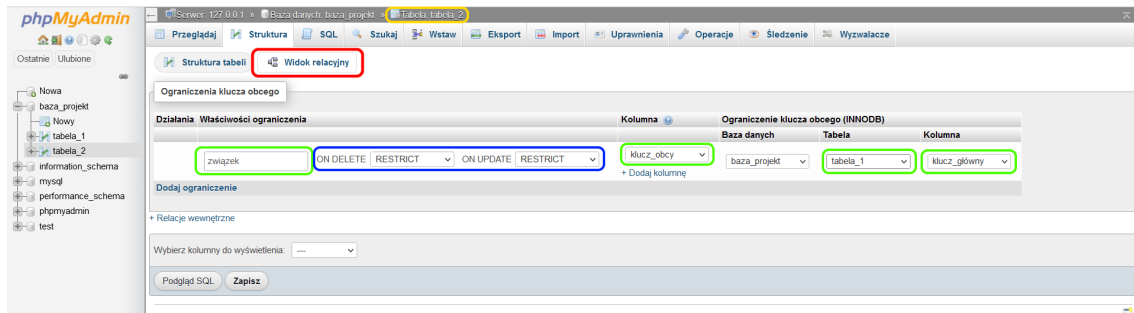 phpMyAdmin
Ostatnie Ulubione
Nowa
baza_projekt
Nowy
tabela_1
tabela_2
information_schema
mysql
performance_schema
phpmyadmin
test
Serwer: 127.0.0.1 » Baza danych: baza_projekt » Tabela: tabela_2
Przeglądaj Struktura SQL Szukaj Wstaw Eksport Import Uprawnienia Operacje Śledzenie Wyzwalacze
Struktura tabeli Widok relacyjny
Ograniczenia klucza obcego
Działania Właściwości ograniczenia Kolumna Ograniczenie klucza obcego (INNODB)
Baza danych Tabela Kolumna
związek ON DELETE RESTRICT ON UPDATE RESTRICT klucz_obcy baza_projekt tabela_1 klucz_główny
+ Dodaj kolumnę
Dodaj ograniczenie
+ Relacje wewnętrzne
Wybierz kolumny do wyświetlenia: ---
Podgląd SQL Zapisz